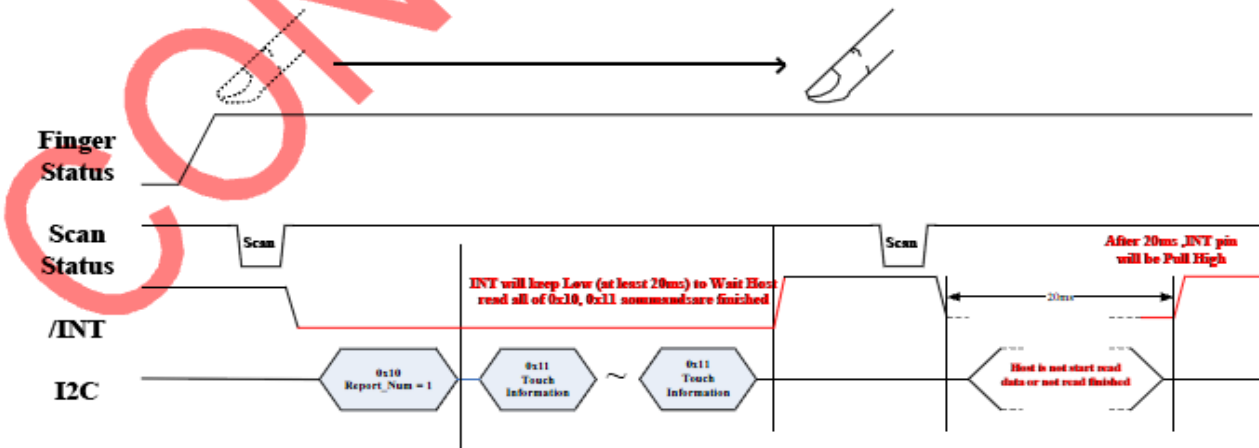 CON
Finger
Status
Scan
Status
Scan
Scan
After 20ms ,INT pin
will be Pull High
INT will keep Low (at least 20ms) to Wait Host
read all of 0x10, 0x11 sommandsare finished
/INT
20ms
I2C
0x10
Report_Num = 1
0x11
Touch
Information
~
0x11
Touch
Information
Host is not start read
data or not read finished